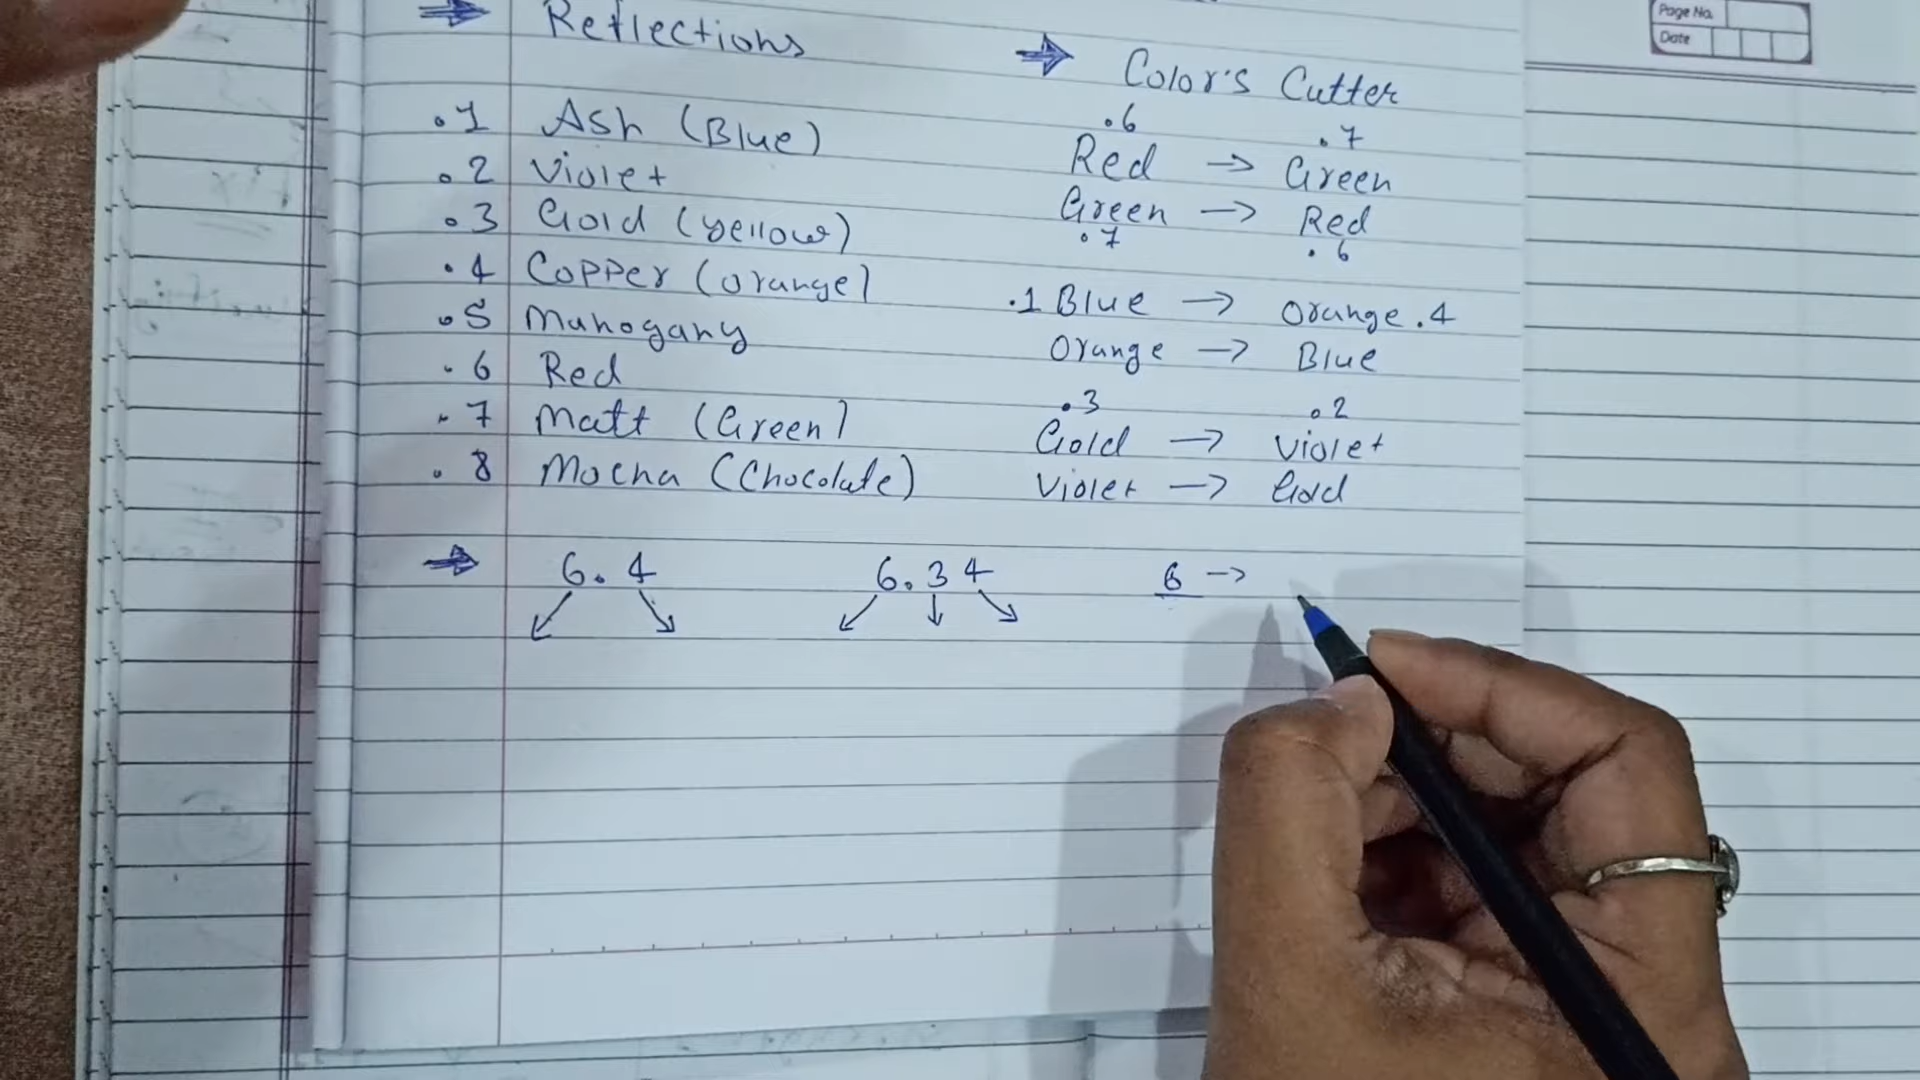 Page No.
Date
Reflections
.1 Ash (Blue)
.2 Violet
.3 Gold (yellow)
.4 Copper (orange)
.5 Mahogany
.6 Red
.7 Matt (Green)
.8 Mocha (Chocolate)
Color's Cutter
.6 .7
Red → Green
Green → Red
.7 .6
.1 Blue → Orange .4
Orange → Blue
.3 .2
Gold → Violet
Violet → Gold
6.4 6.34 6 →